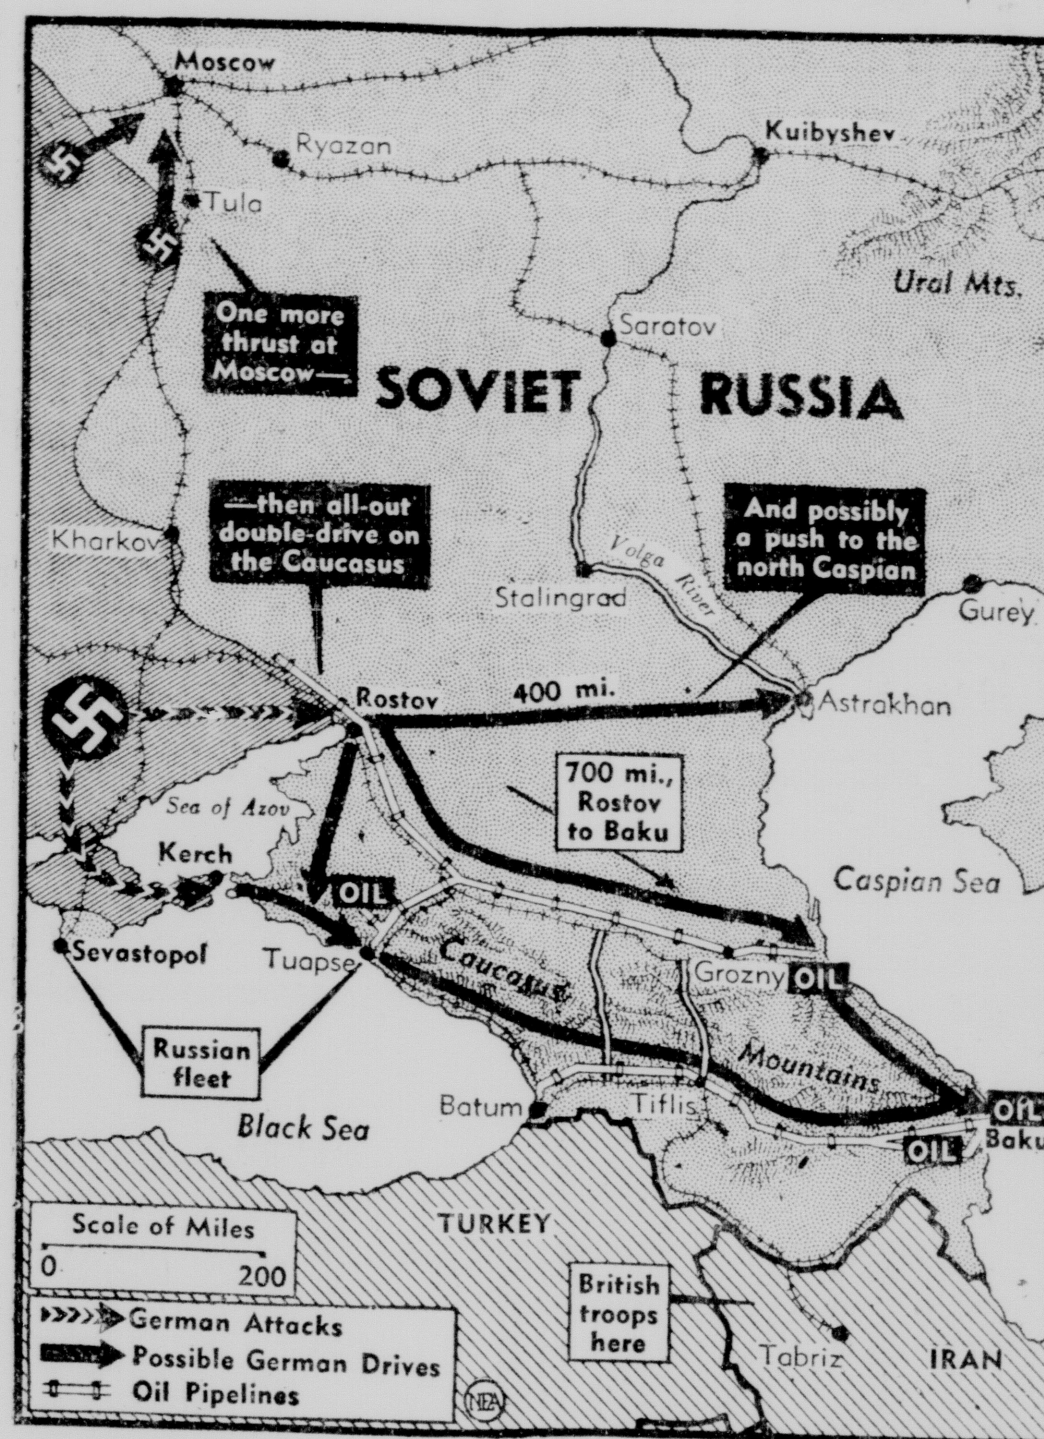 Moscow
Ryazan
Kuibyshev
Tula
Ural Mts.
One more
thrust at
Moscow—
Saratov
SOVIET RUSSIA
—then all-out
double-drive on
the Caucasus
And possibly
a push to the
north Caspian
Kharkov
Volga River
Stalingrad
Gurev
Rostov
400 mi.
Astrakhan
700 mi.,
Rostov
to Baku
Sea of Azov
Kerch
OIL
Caspian Sea
Sevastopol
Tuapse
Caucasus
Grozny
OIL
Russian
fleet
Mountains
Batum
Tiflis
OIL
Baku
OIL
Black Sea
Scale of Miles
0 200
TURKEY
British
troops
here
German Attacks
Possible German Drives
Oil Pipelines
NEA
Tabriz
IRAN